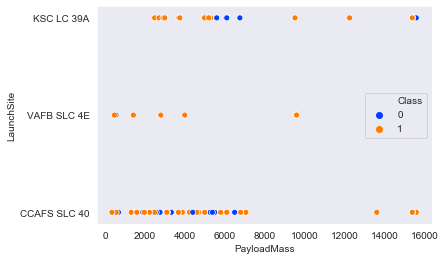 KSC LC 39A
VAFB SLC 4E
CCAFS SLC 40
LaunchSite
Class
0
1
0 2000 4000 6000 8000 10000 12000 14000 16000
PayloadMass